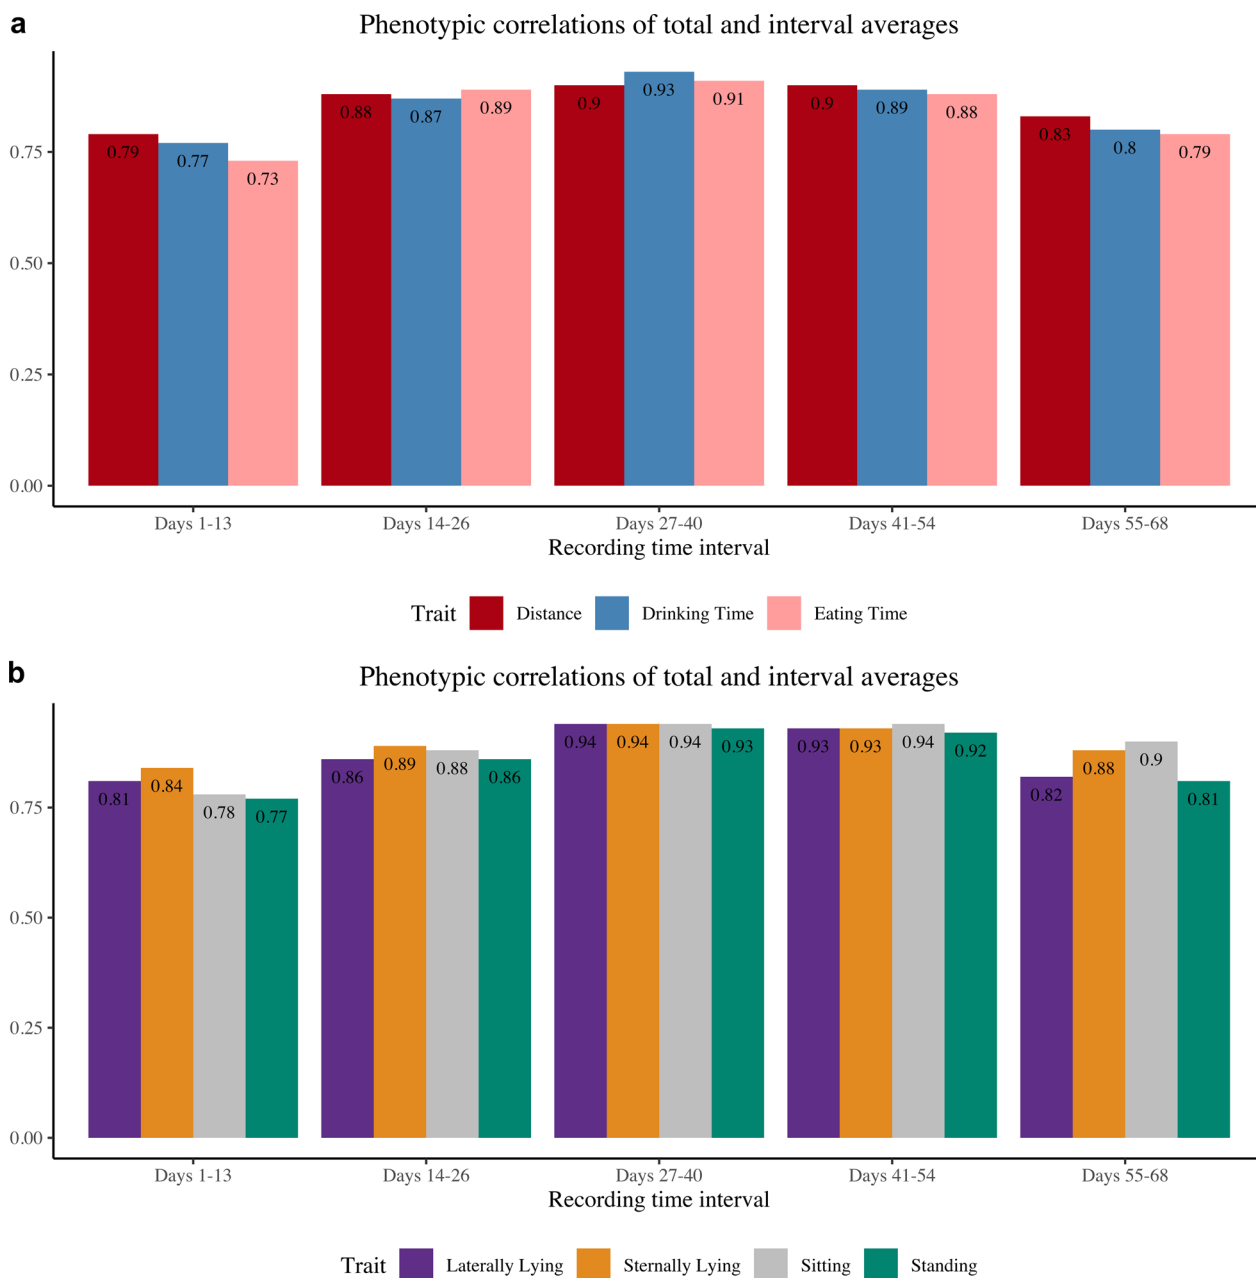 a
Phenotypic correlations of total and interval averages
0.79 0.77 0.73 0.88 0.87 0.89 0.9 0.93 0.91 0.9 0.89 0.88 0.83 0.8 0.79
0.75
0.50
0.25
0.00
Days 1-13 Days 14-26 Days 27-40 Days 41-54 Days 55-68
Recording time interval
Trait Distance Drinking Time Eating Time
b
Phenotypic correlations of total and interval averages
0.81 0.84 0.78 0.77 0.86 0.89 0.88 0.86 0.94 0.94 0.94 0.93 0.93 0.93 0.94 0.92 0.82 0.88 0.9 0.81
0.75
0.50
0.25
0.00
Days 1-13 Days 14-26 Days 27-40 Days 41-54 Days 55-68
Recording time interval
Trait Laterally Lying Sternally Lying Sitting Standing